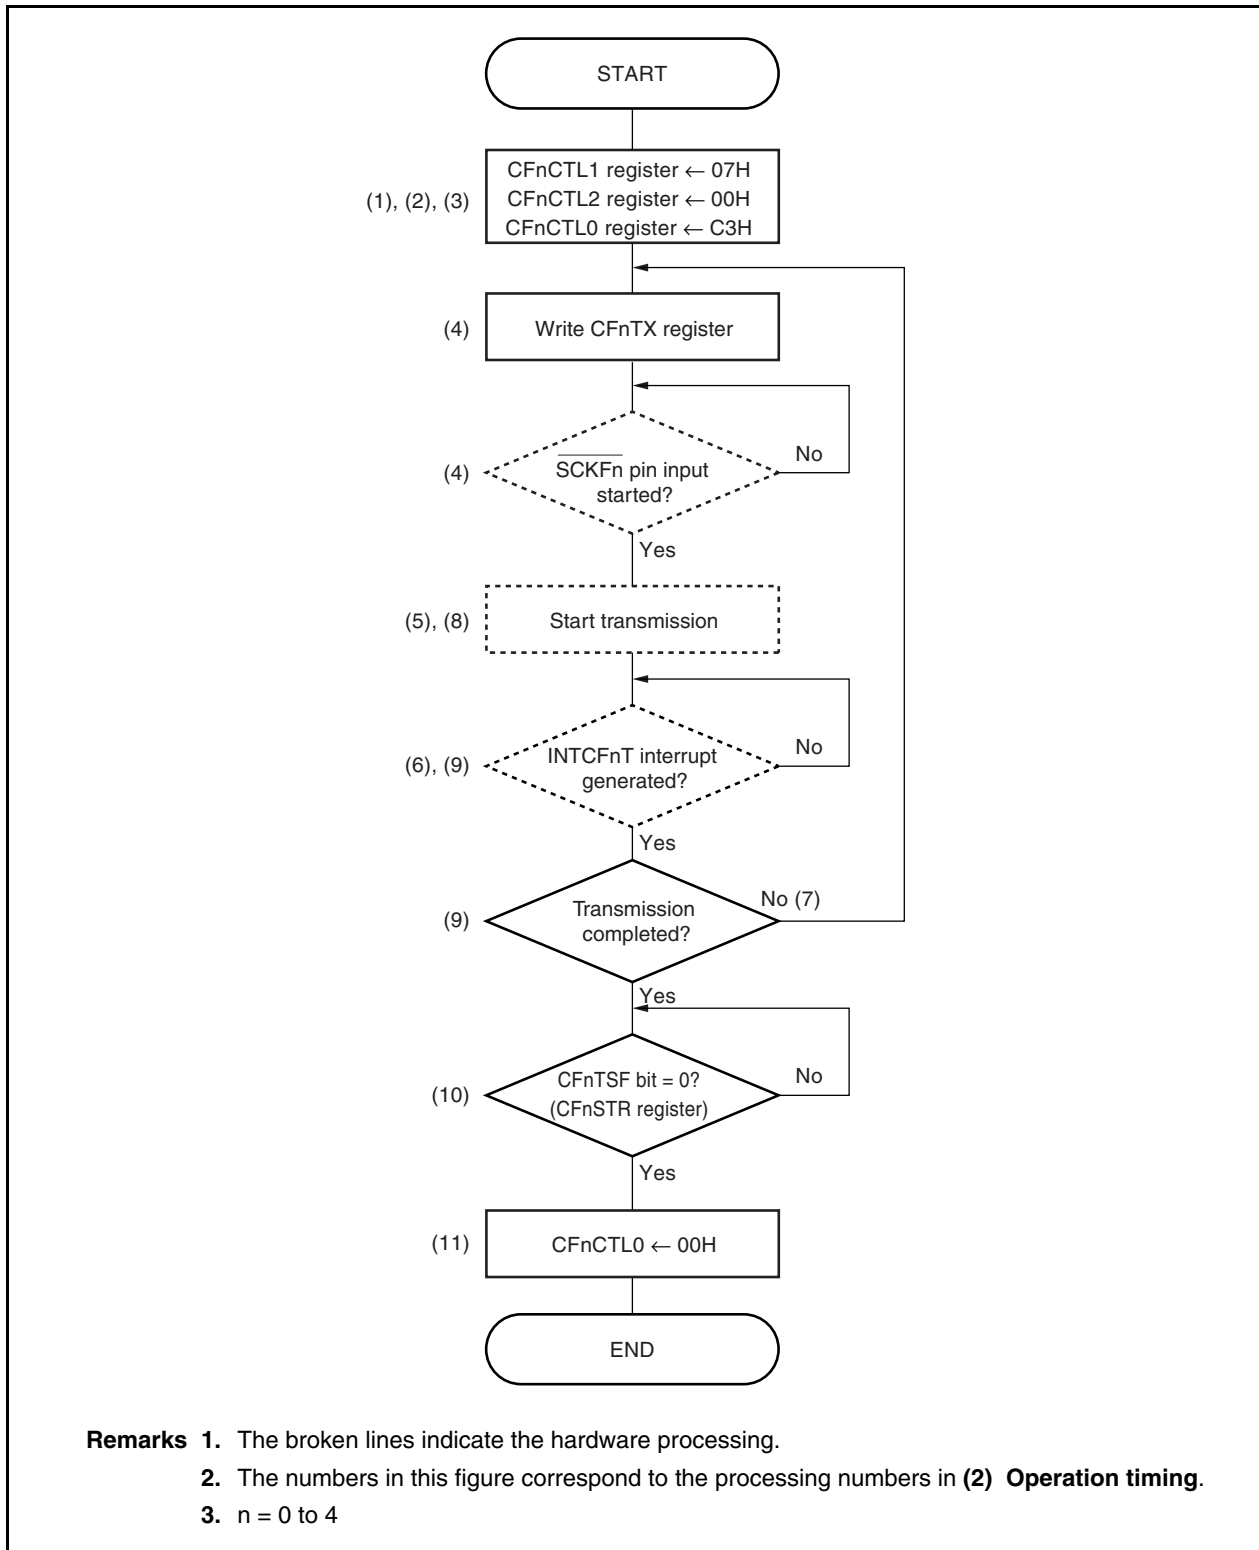 START
(1), (2), (3)
CFnCTL1 register ← 07H
CFnCTL2 register ← 00H
CFnCTL0 register ← C3H
(4)
Write CFnTX register
(4)
SCKFn pin input
started?
No
Yes
(5), (8)
Start transmission
(6), (9)
INTCFnT interrupt
generated?
No
Yes
(9)
Transmission
completed?
No (7)
Yes
(10)
CFnTSF bit = 0?
(CFnSTR register)
No
Yes
(11)
CFnCTL0 ← 00H
END
Remarks 1. The broken lines indicate the hardware processing.
2. The numbers in this figure correspond to the processing numbers in (2) Operation timing.
3. n = 0 to 4